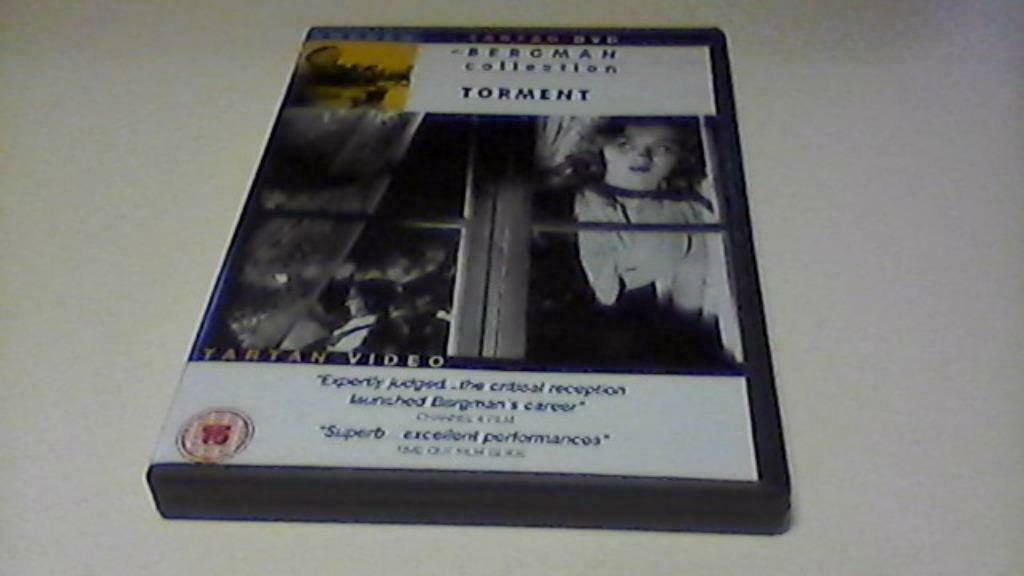 TARTAN DVD
BERGMAN
collection
TORMENT
TARTAN VIDEO
"Expertly judged...the critical reception
launched Bergman's career"
CHANNEL 4 FILM
"Superb...excellent performances"
TIME OUT FILM GUIDE
15